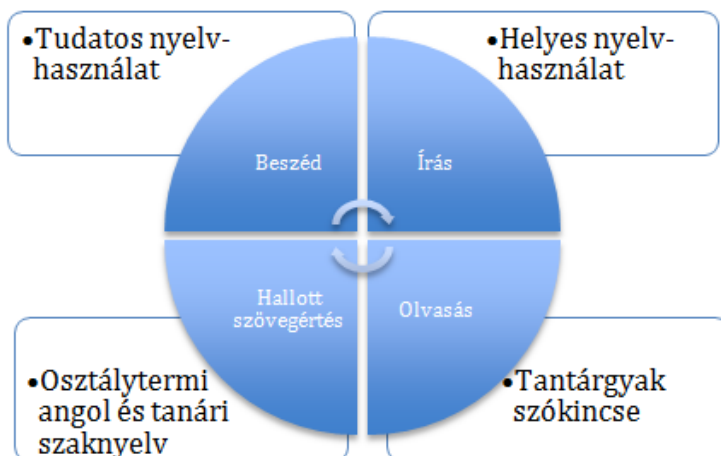 •Tudatos nyelv-
használat
•Helyes nyelv-
használat
Beszéd
Írás
Hallott
szövegértés
Olvasás
•Osztálytermi
angol és tanári
szaknyelv
•Tantárgyak
szókincse